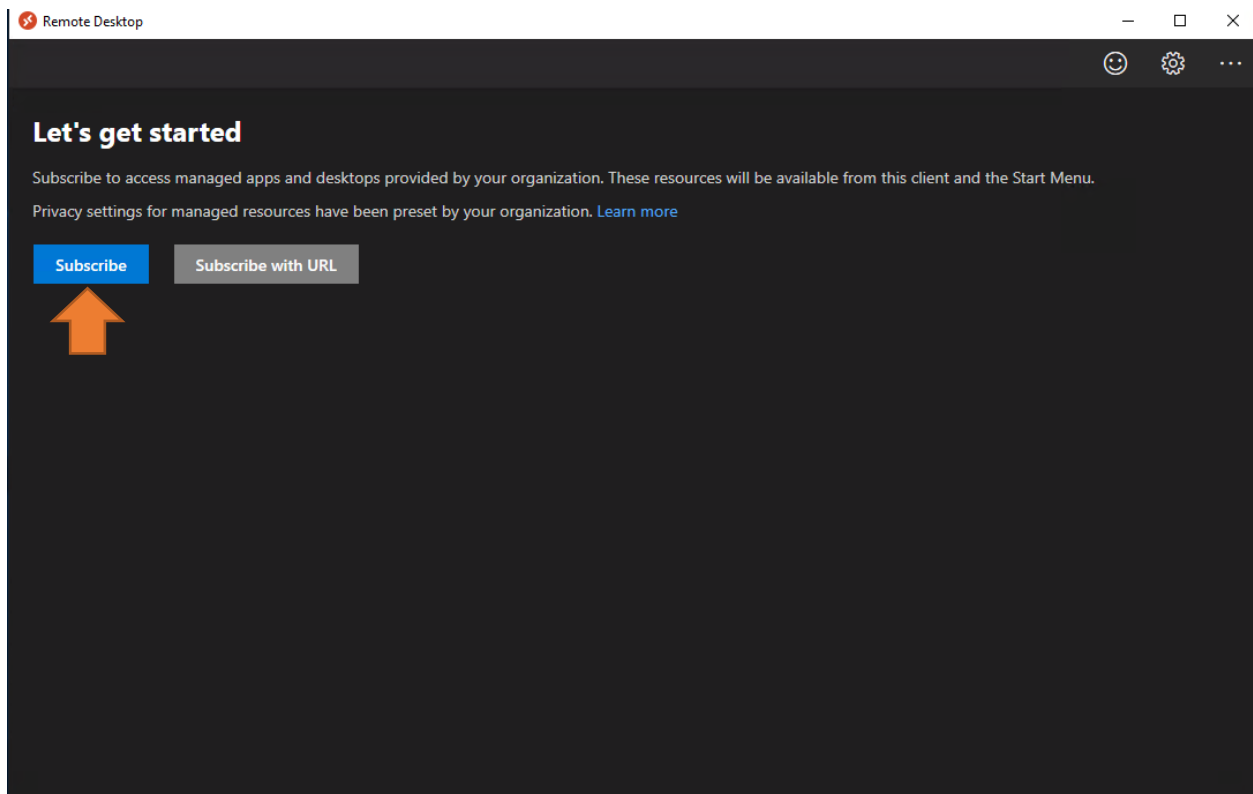 Remote Desktop
Let's get started
Subscribe to access managed apps and desktops provided by your organization. These resources will be available from this client and the Start Menu.
Privacy settings for managed resources have been preset by your organization. Learn more
Subscribe
Subscribe with URL